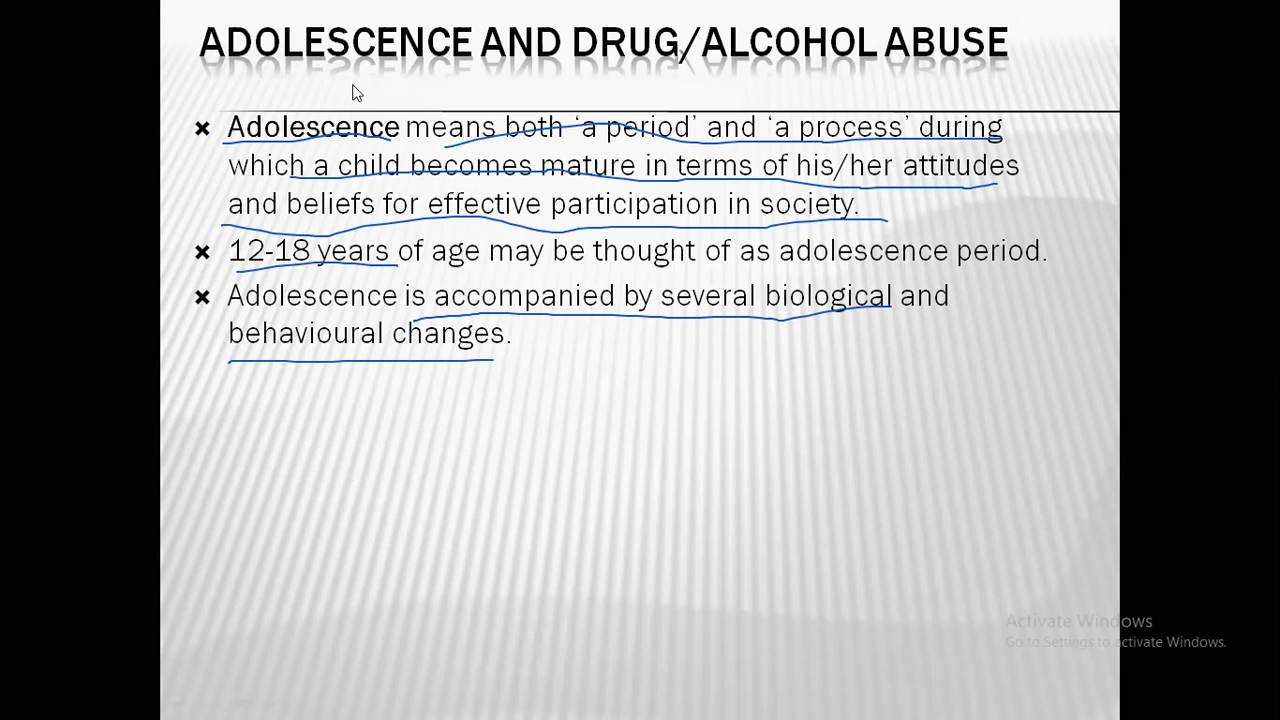 ADOLESCENCE AND DRUG/ALCOHOL ABUSE
Adolescence means both ‘a period’ and ‘a process’ during
which a child becomes mature in terms of his/her attitudes
and beliefs for effective participation in society.
12-18 years of age may be thought of as adolescence period.
Adolescence is accompanied by several biological and
behavioural changes.
Activate Windows
Go to Settings to activate Windows.